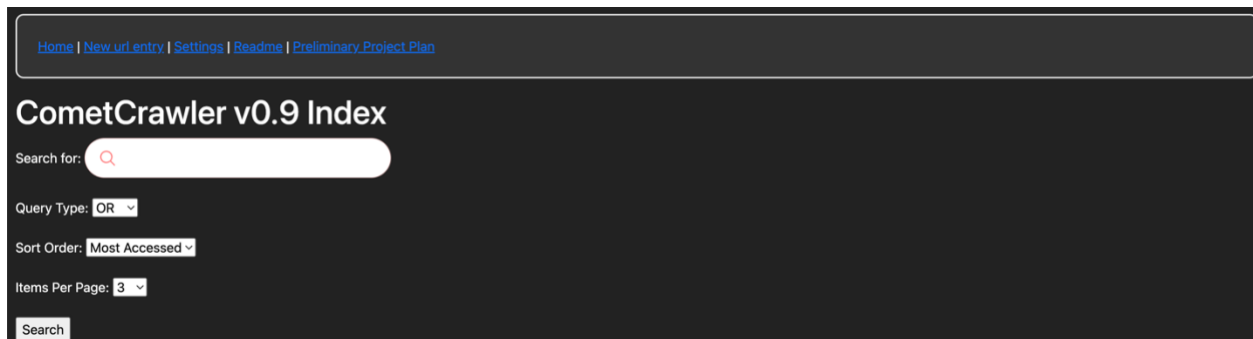 Home | New url entry | Settings | Readme | Preliminary Project Plan
CometCrawler v0.9 Index
Search for:
Query Type: OR
Sort Order: Most Accessed
Items Per Page: 3
Search